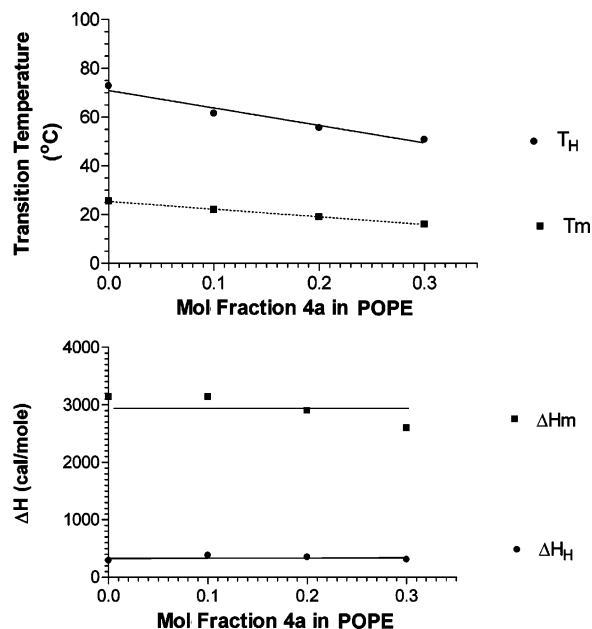 Transition Temperature
(°C)
100
80
60
40
20
0
0.0 0.1 0.2 0.3
Mol Fraction 4a in POPE
T_H
Tm
ΔH (cal/mole)
4000
3000
2000
1000
0
0.0 0.1 0.2 0.3
Mol Fraction 4a in POPE
ΔHm
ΔH_H